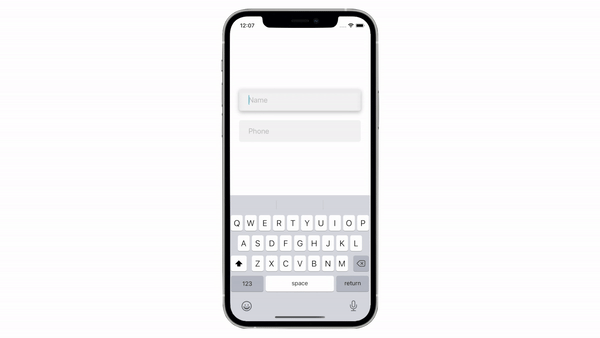 12:07
Name
Phone
Q W E R T Y U I O P
A S D F G H J K L
Z X C V B N M
123 space return